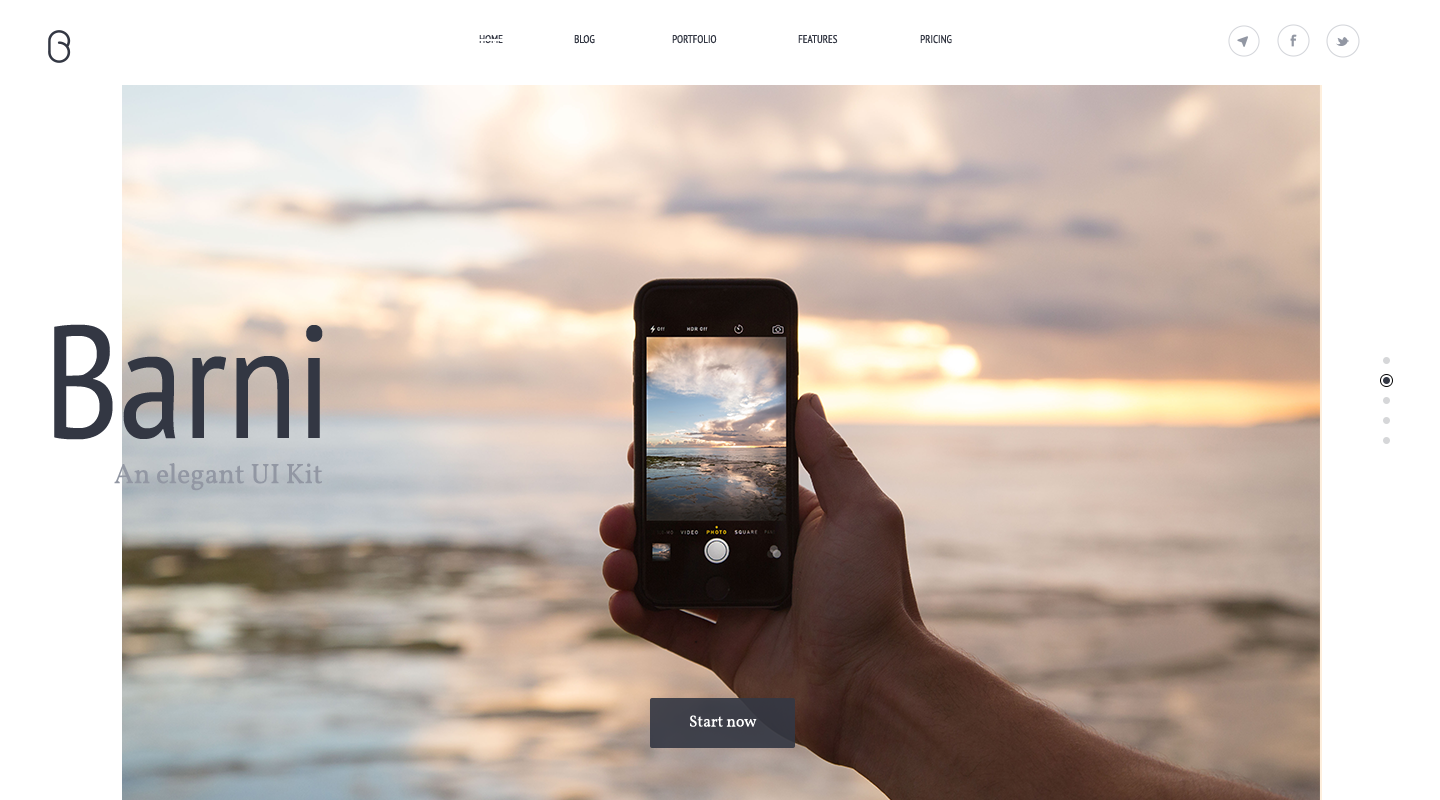 HOME BLOG PORTFOLIO FEATURES PRICING
Off HDR Off
Barni
An elegant UI Kit
VIDEO PHOTO SQUARE
Start now